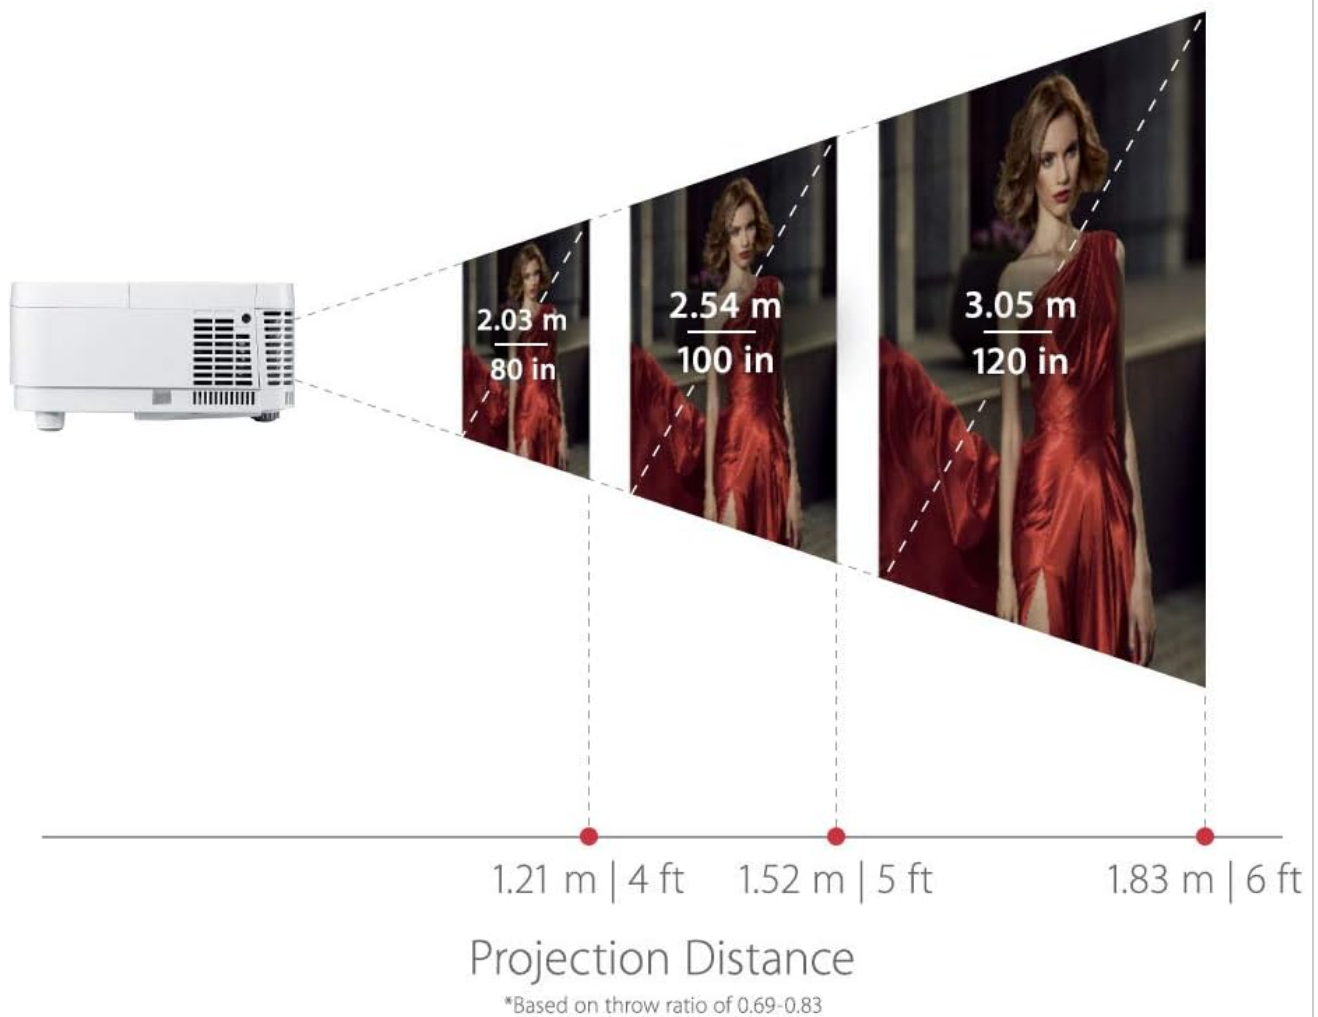 2.03 m
80 in
2.54 m
100 in
3.05 m
120 in
1.21 m | 4 ft
1.52 m | 5 ft
1.83 m | 6 ft
Projection Distance
*Based on throw ratio of 0.69-0.83